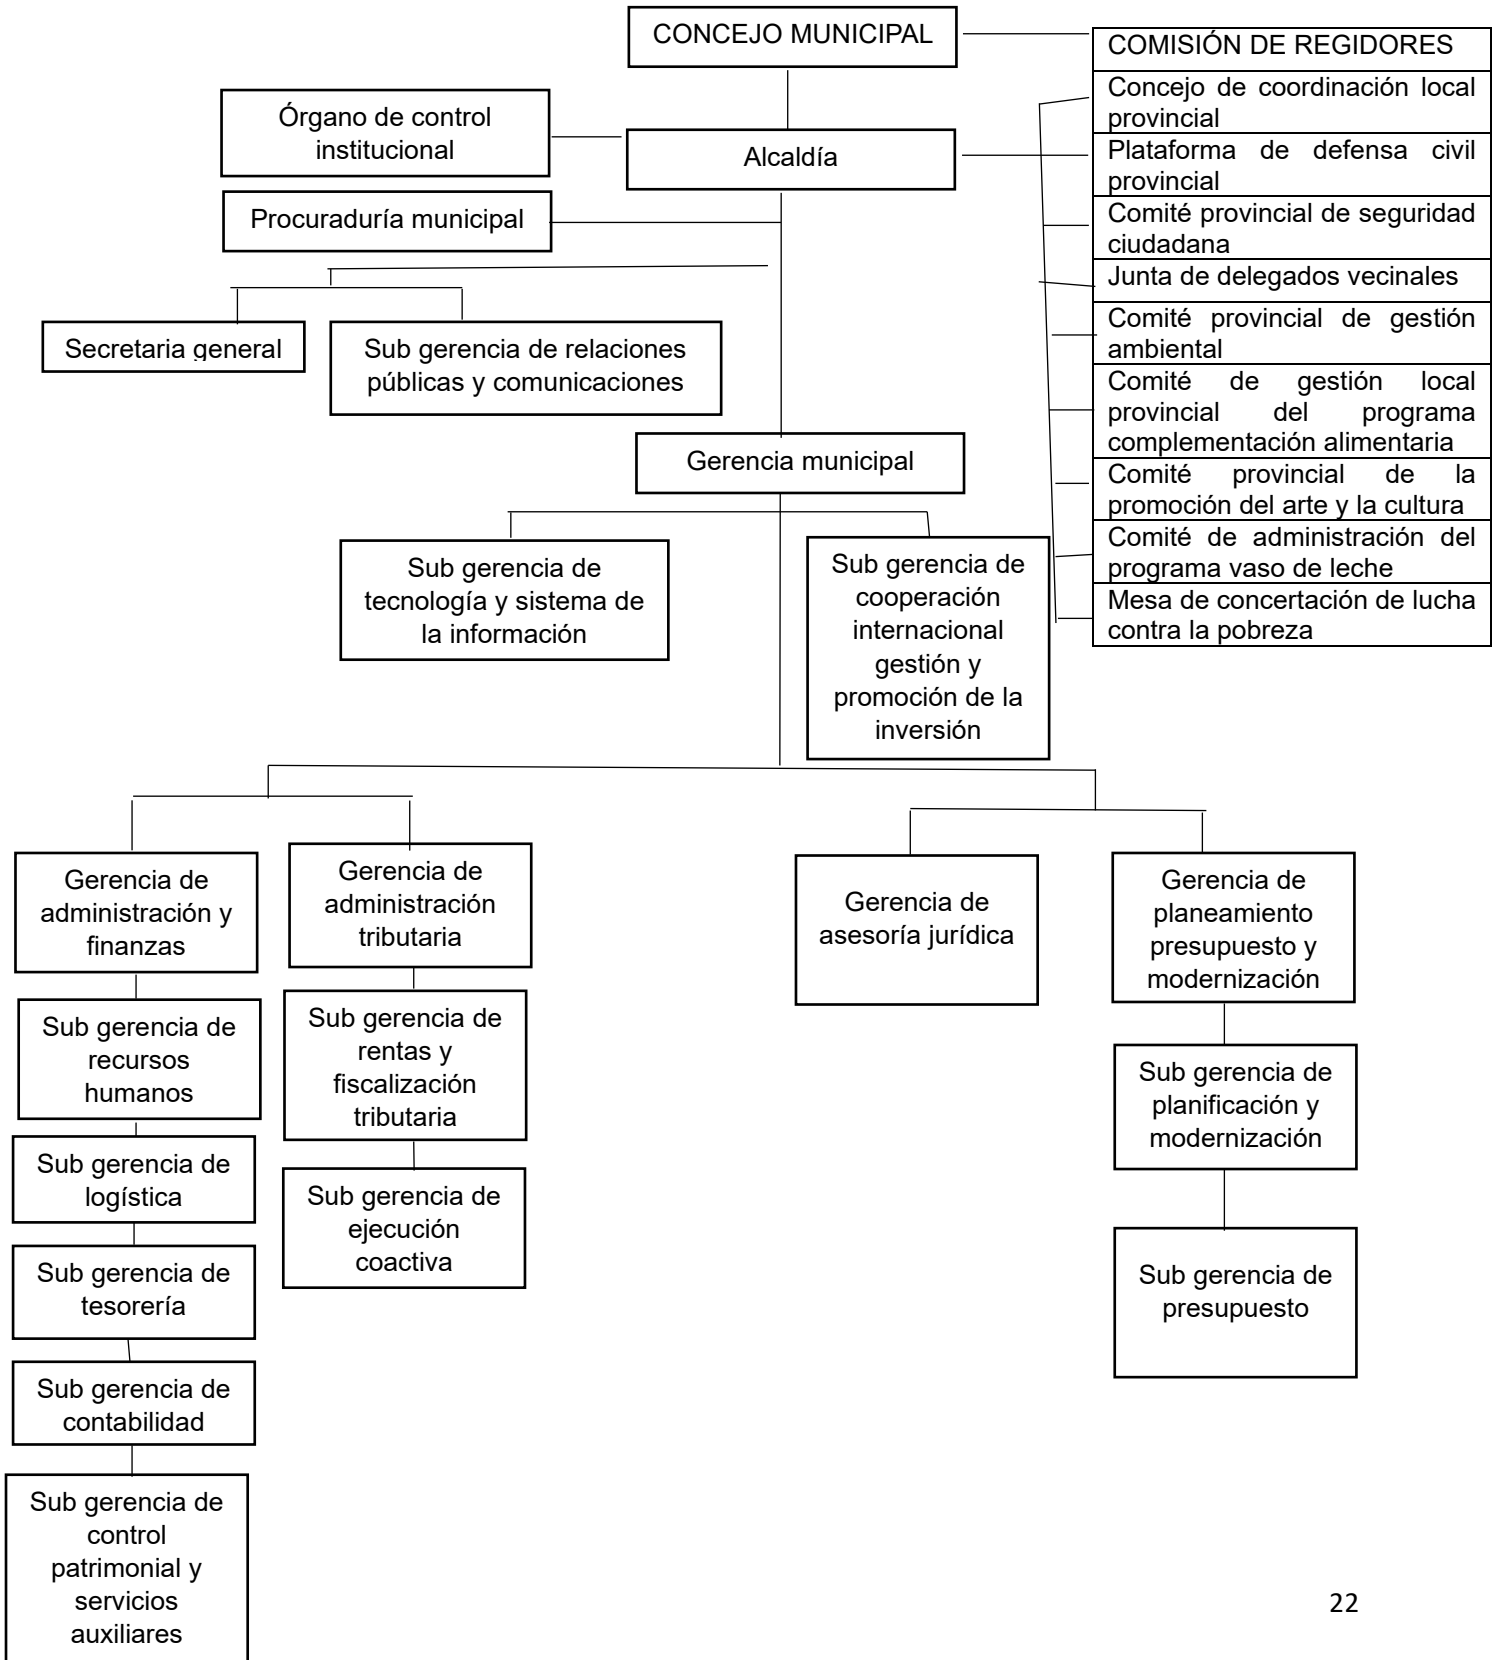 CONCEJO MUNICIPAL
COMISIÓN DE REGIDORES
Concejo de coordinación local
provincial
Plataforma de defensa civil
provincial
Comité provincial de seguridad
ciudadana
Junta de delegados vecinales
Comité provincial de gestión
ambiental
Comité de gestión local
provincial del programa
complementación alimentaria
Comité provincial de la
promoción del arte y la cultura
Comité de administración del
programa vaso de leche
Mesa de concertación de lucha
contra la pobreza
Órgano de control
institucional
Alcaldía
Procuraduría municipal
Secretaria general
Sub gerencia de relaciones
públicas y comunicaciones
Gerencia municipal
Sub gerencia de
tecnología y sistema de
la información
Sub gerencia de
cooperación
internacional
gestión y
promoción de la
inversión
Gerencia de
administración y
finanzas
Sub gerencia de
recursos
humanos
Sub gerencia de
logística
Sub gerencia de
tesorería
Sub gerencia de
contabilidad
Sub gerencia de
control
patrimonial y
servicios
auxiliares
Gerencia de
administración
tributaria
Sub gerencia de
rentas y
fiscalización
tributaria
Sub gerencia de
ejecución
coactiva
Gerencia de
asesoría jurídica
Gerencia de
planeamiento
presupuesto y
modernización
Sub gerencia de
planificación y
modernización
Sub gerencia de
presupuesto
22